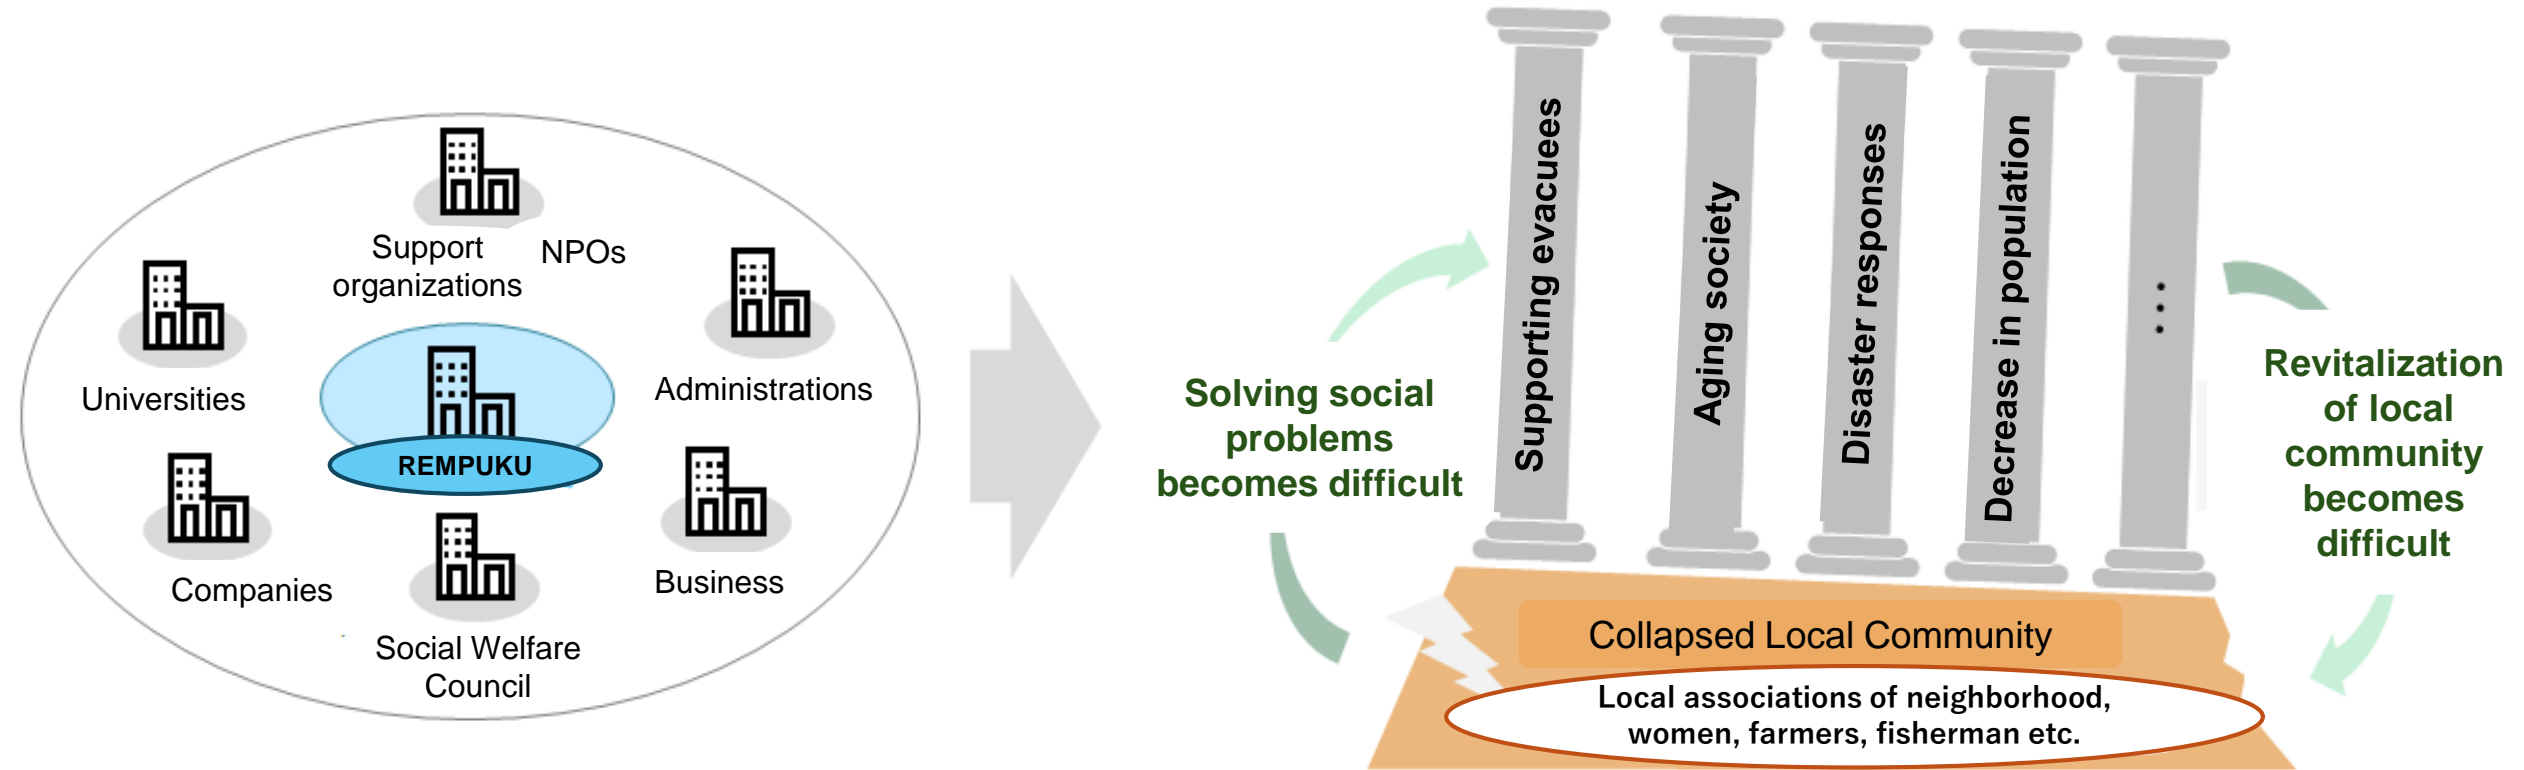 Support
organizations
NPOs
Universities
Administrations
REMPUKU
Companies
Business
Social Welfare
Council
Solving social
problems
becomes difficult
Supporting evacuees
Aging society
Disaster responses
Decrease in population
...
Revitalization
of local
community
becomes
difficult
Collapsed Local Community
Local associations of neighborhood,
women, farmers, fisherman etc.